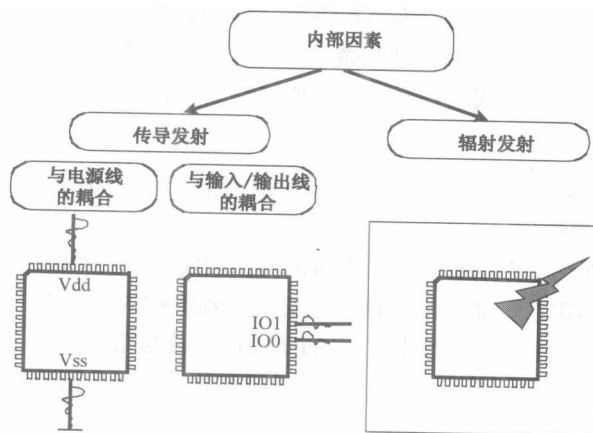 内部因素
传导发射
辐射发射
与电源线
的耦合
与输入/输出线
的耦合
Vdd
Vss
IO1
IO0